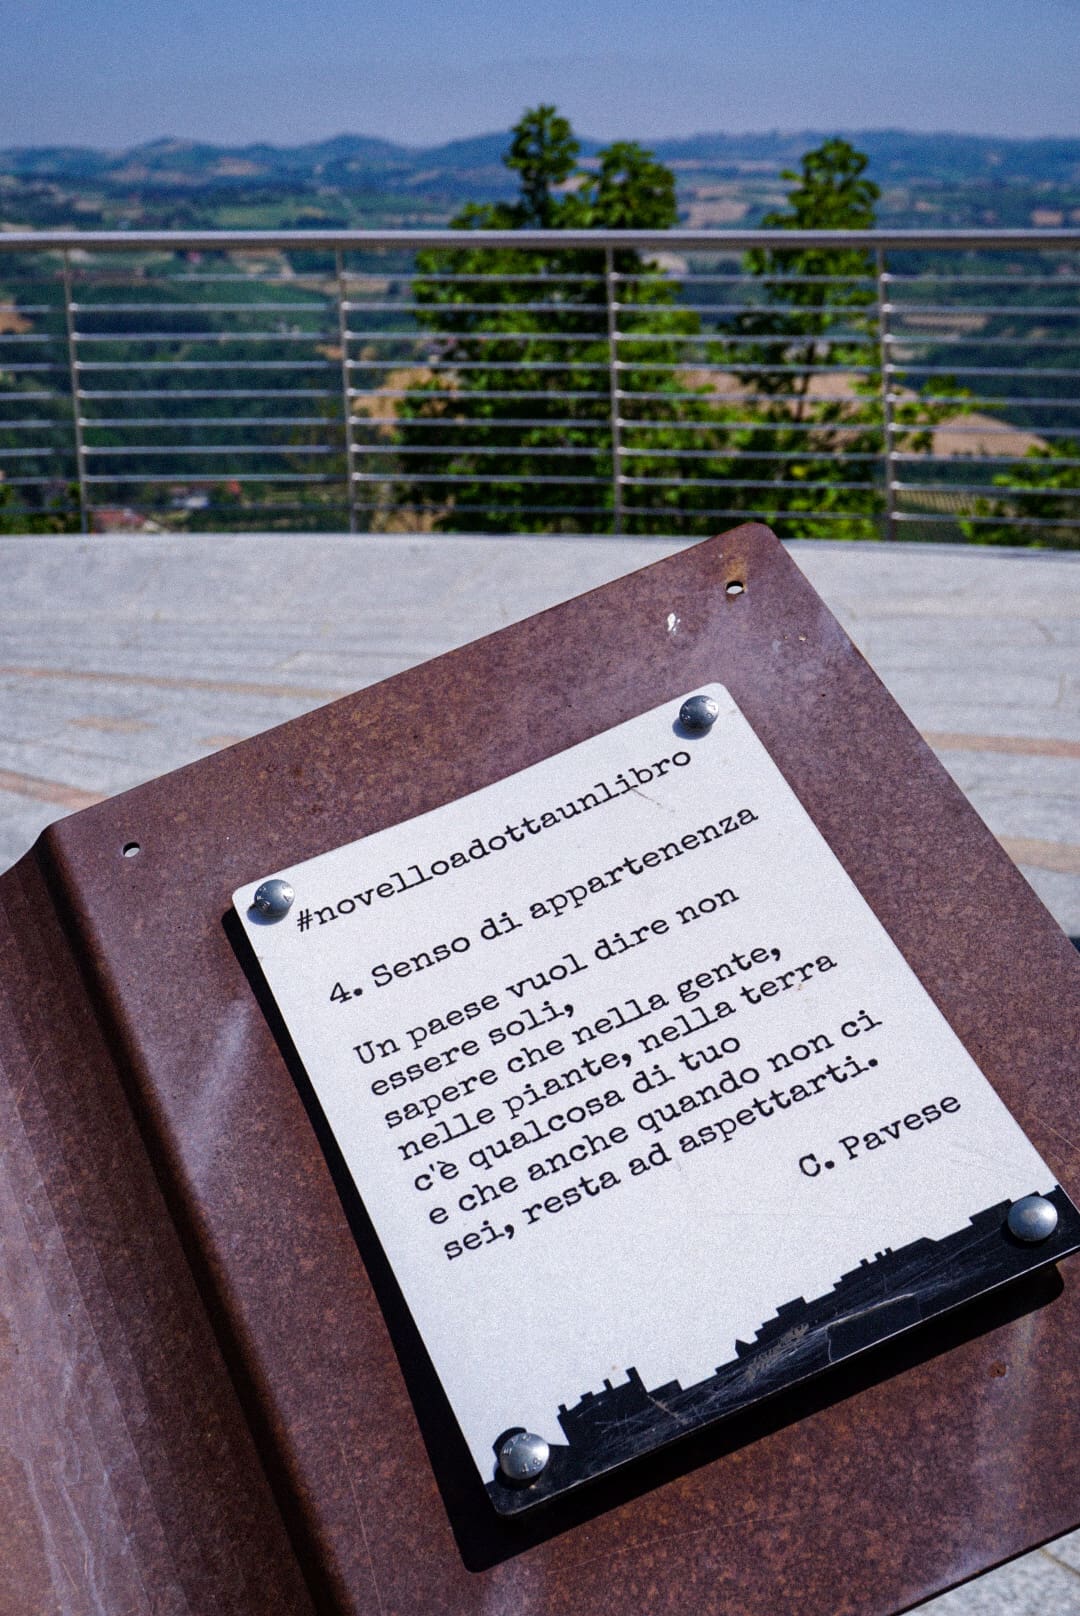 #novelloadottaunlibro
4. Senso di appartenenza
Un paese vuol dire non
essere soli,
sapere che nella gente,
nelle piante, nella terra
c'è qualcosa di tuo
e che anche quando non ci
sei, resta ad aspettarti.
C. Pavese